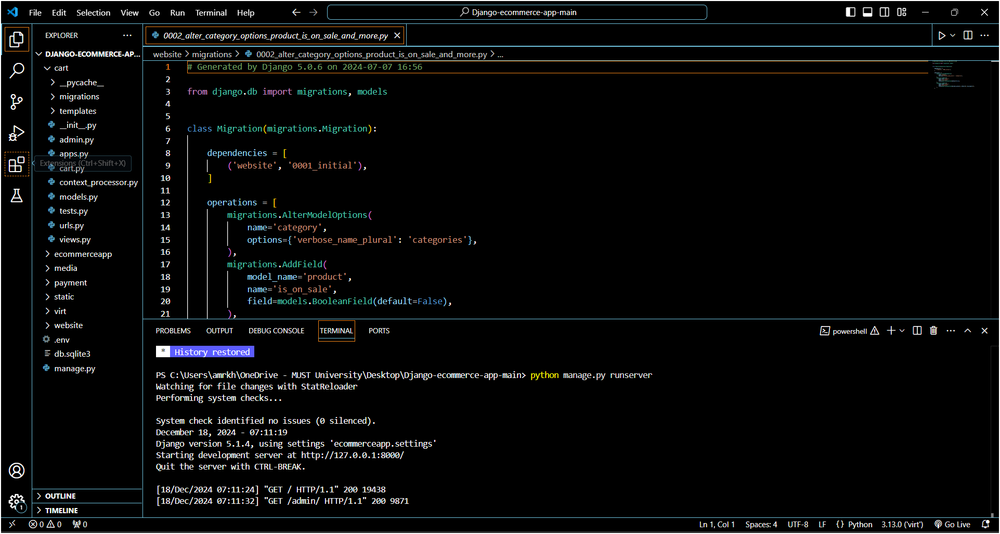 File Edit Selection View Go Run Terminal Help
Django-ecommerce-app-main
EXPLORER
DJANGO-ECOMMERCE-AP...
cart
__pycache__
migrations
templates
__init__.py
admin.py
apps.py
Extensions (Ctrl+Shift+X)
cart.py
context_processor.py
models.py
tests.py
urls.py
views.py
ecommerceapp
media
payment
static
virt
website
.env
db.sqlite3
manage.py
OUTLINE
TIMELINE
0002_alter_category_options_product_is_on_sale_and_more.py
website > migrations > 0002_alter_category_options_product_is_on_sale_and_more.py > ...
1 # Generated by Django 5.0.6 on 2024-07-07 16:56
2
3 from django.db import migrations, models
4
5
6 class Migration(migrations.Migration):
7
8 dependencies = [
9 ('website', '0001_initial'),
10 ]
11
12 operations = [
13 migrations.AlterModelOptions(
14 name='category',
15 options={'verbose_name_plural': 'categories'},
16 ),
17 migrations.AddField(
18 model_name='product',
19 name='is_on_sale',
20 field=models.BooleanField(default=False),
21 ),
PROBLEMS OUTPUT DEBUG CONSOLE TERMINAL PORTS
powershell
* History restored
PS C:\Users\amrkh\OneDrive - MUST University\Desktop\Django-ecommerce-app-main> python manage.py runserver
Watching for file changes with StatReloader
Performing system checks...
System check identified no issues (0 silenced).
December 18, 2024 - 07:11:19
Django version 5.1.4, using settings 'ecommerceapp.settings'
Starting development server at http://127.0.0.1:8000/
Quit the server with CTRL-BREAK.
[18/Dec/2024 07:11:24] "GET / HTTP/1.1" 200 19438
[18/Dec/2024 07:11:32] "GET /admin/ HTTP/1.1" 200 9871
1
0 0 0
Ln 1, Col 1 Spaces: 4 UTF-8 LF {} Python 3.13.0 ('virt') Go Live